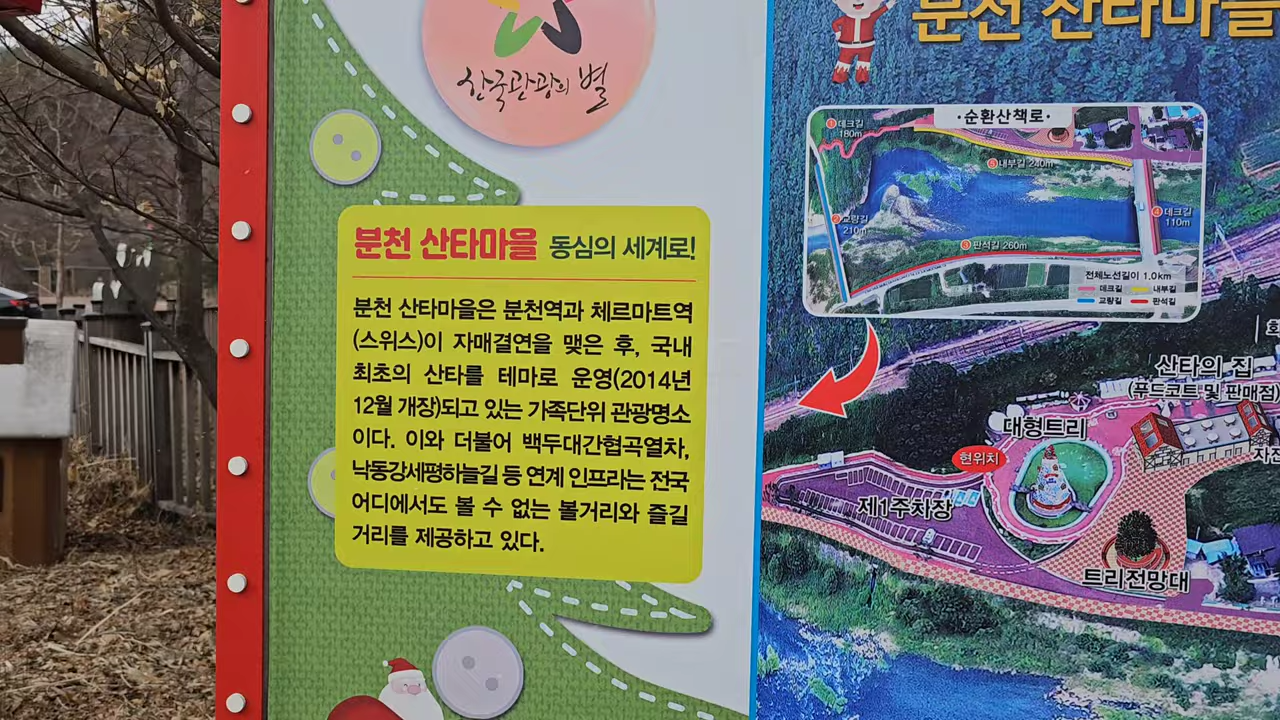 한국관광의 별
분천 산타마을 동심의 세계로!
분천 산타마을은 분천역과 체르마트역
(스위스)이 자매결연을 맺은 후, 국내
최초의 산타를 테마로 운영(2014년
12월 개장)되고 있는 가족단위 관광명소
이다. 이와 더불어 백두대간협곡열차,
낙동강세평하늘길 등 연계 인프라는 전국
어디에서도 볼 수 없는 볼거리와 즐길
거리를 제공하고 있다.
분천 산타마을
·순환산책로·
1 데크길
180m
5 내부길 240m
2 교량길
210m
4 데크길
110m
3 판석길 260m
전체노선길이 1.0km
데크길 내부길
교량길 판석길
산타의 집
(푸드코트 및 판매점)
대형트리
현위치
제1주차장
트리전망대